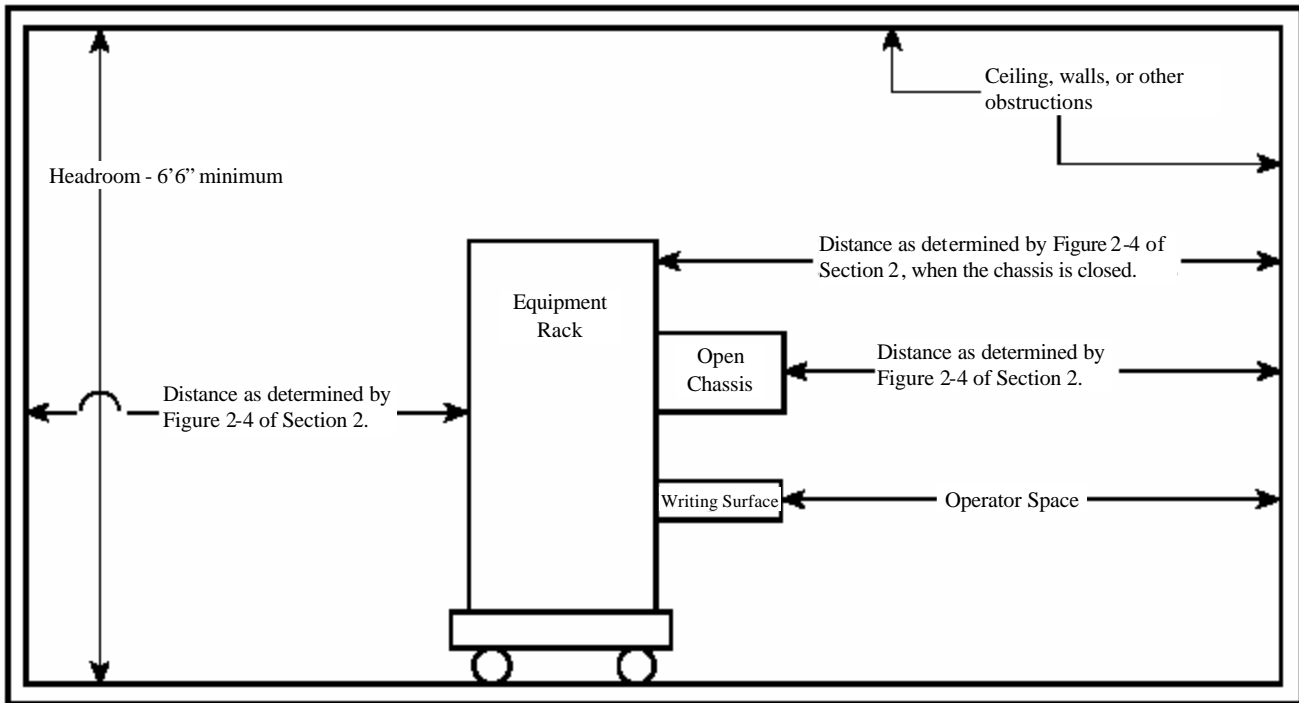 Ceiling, walls, or other
obstructions
Headroom - 6’6” minimum
Distance as determined by Figure 2-4 of
Section 2, when the chassis is closed.
Equipment
Rack
Open
Chassis
Distance as determined by
Figure 2-4 of Section 2.
Distance as determined by
Figure 2-4 of Section 2.
Writing Surface
Operator Space